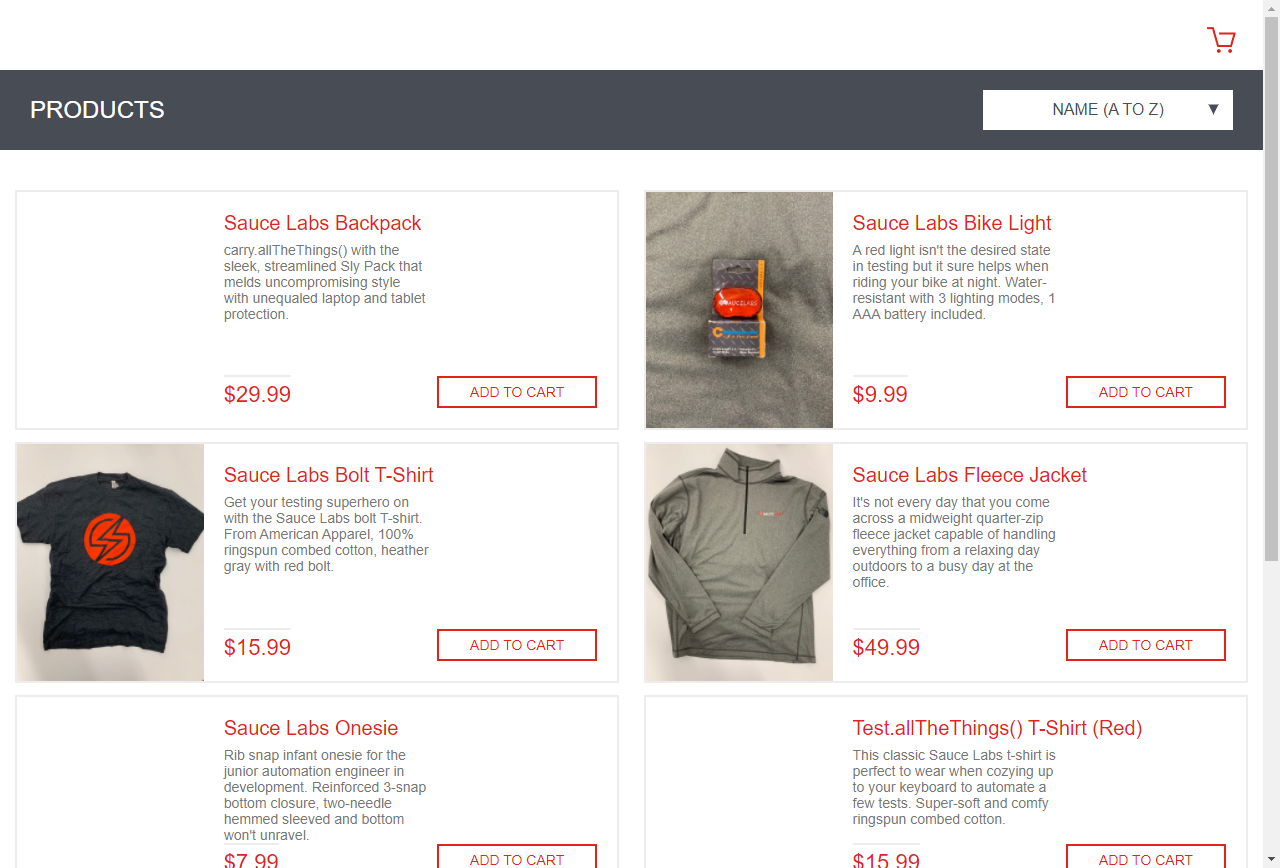 PRODUCTS
NAME (A TO Z) ▼
Sauce Labs Backpack
carry.allTheThings() with the
sleek, streamlined Sly Pack that
melds uncompromising style
with unequaled laptop and tablet
protection.
$29.99
ADD TO CART
Sauce Labs Bike Light
A red light isn't the desired state
in testing but it sure helps when
riding your bike at night. Water-
resistant with 3 lighting modes, 1
AAA battery included.
$9.99
ADD TO CART
Sauce Labs Bolt T-Shirt
Get your testing superhero on
with the Sauce Labs bolt T-shirt.
From American Apparel, 100%
ringspun combed cotton, heather
gray with red bolt.
$15.99
ADD TO CART
Sauce Labs Fleece Jacket
It's not every day that you come
across a midweight quarter-zip
fleece jacket capable of handling
everything from a relaxing day
outdoors to a busy day at the
office.
$49.99
ADD TO CART
Sauce Labs Onesie
Rib snap infant onesie for the
junior automation engineer in
development. Reinforced 3-snap
bottom closure, two-needle
hemmed sleeved and bottom
won't unravel.
$7.99
ADD TO CART
Test.allTheThings() T-Shirt (Red)
This classic Sauce Labs t-shirt is
perfect to wear when cozying up
to your keyboard to automate a
few tests. Super-soft and comfy
ringspun combed cotton.
$15.99
ADD TO CART